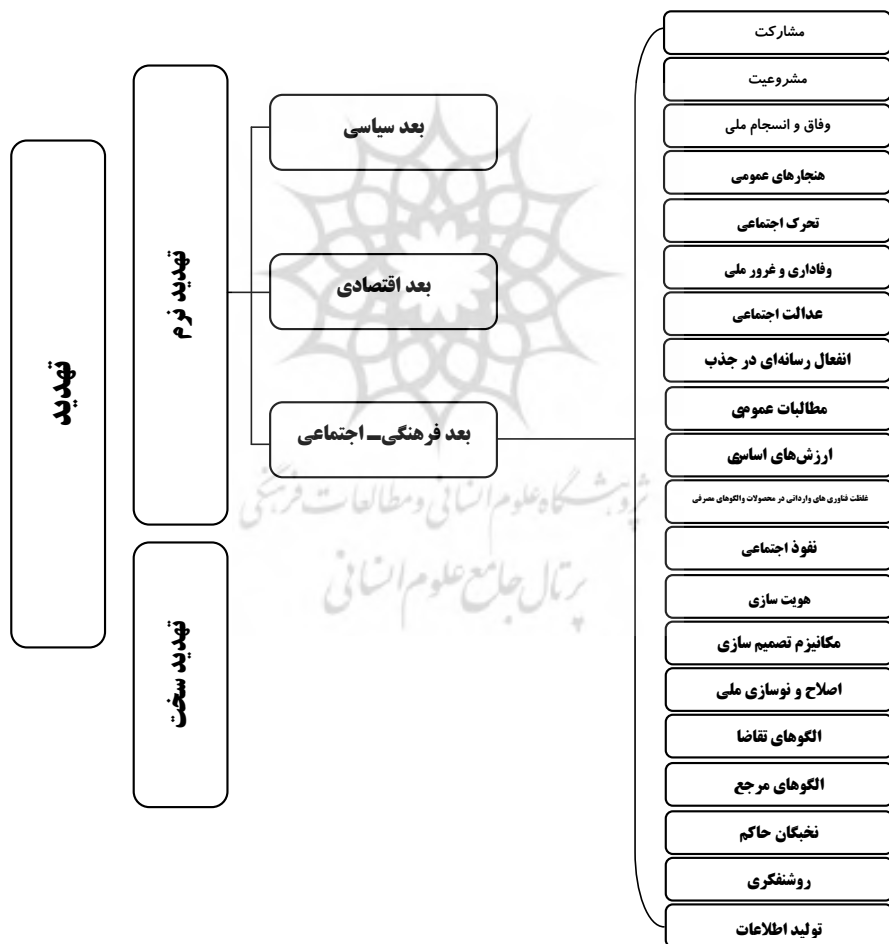 تهدید
تهدید نرم
تهدید سخت
بعد سیاسی
بعد اقتصادی
بعد فرهنگی_ اجتماعی
مشارکت
مشروعیت
وفاق و انسجام ملی
هنجارهای عمومی
تحرک اجتماعی
وفاداری و غرور ملی
عدالت اجتماعی
انفعال رسانه‌ای در جذب
مطالبات عمومی
ارزش‌های اساسی
غلظت فناوری های وارداتی در محصولات والگوهای مصرفی
نفوذ اجتماعی
هویت سازی
مکانیزم تصمیم سازی
اصلاح و نوسازی ملی
الگوهای تقاضا
الگوهای مرجع
نخبگان حاکم
روشنفکری
تولید اطلاعات
پژوهشگاه علوم انسانی و مطالعات فرهنگی
پرتال جامع علوم انسانی